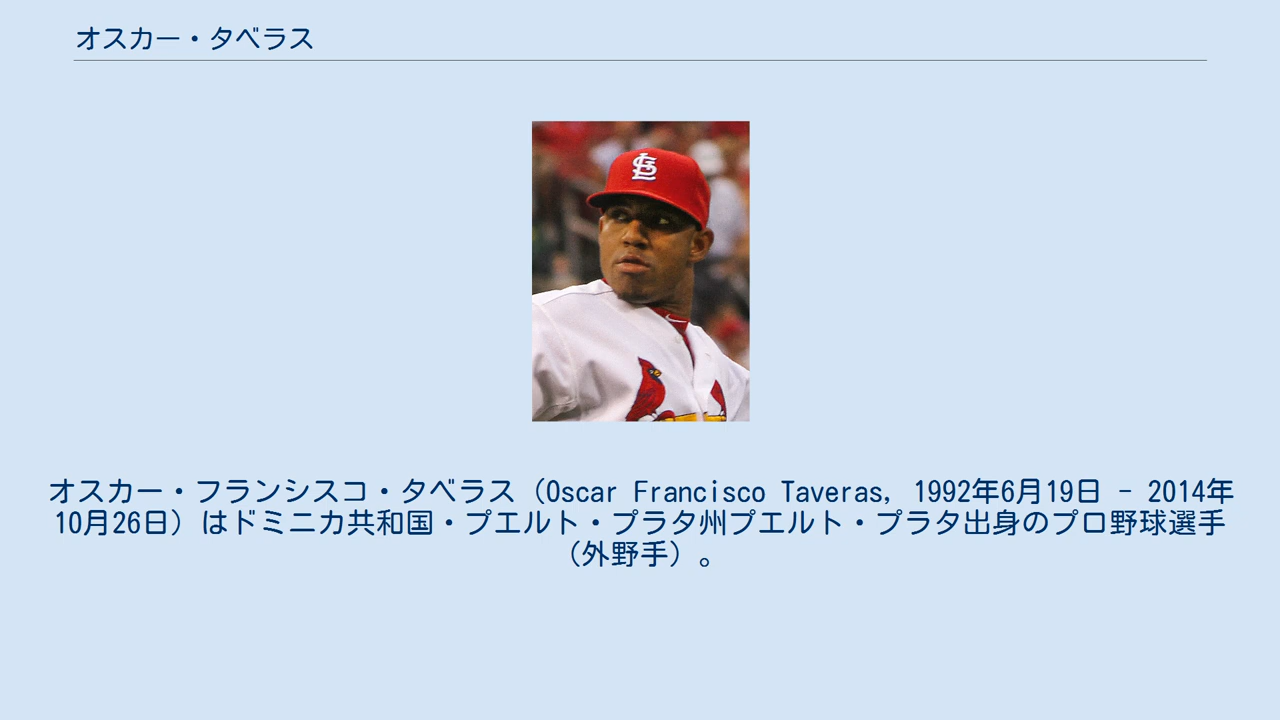 オスカー・タベラス
StL
オスカー・フランシスコ・タベラス（Oscar Francisco Taveras, 1992年6月19日 - 2014年
10月26日）はドミニカ共和国・プエルト・プラタ州プエルト・プラタ出身のプロ野球選手
（外野手）。